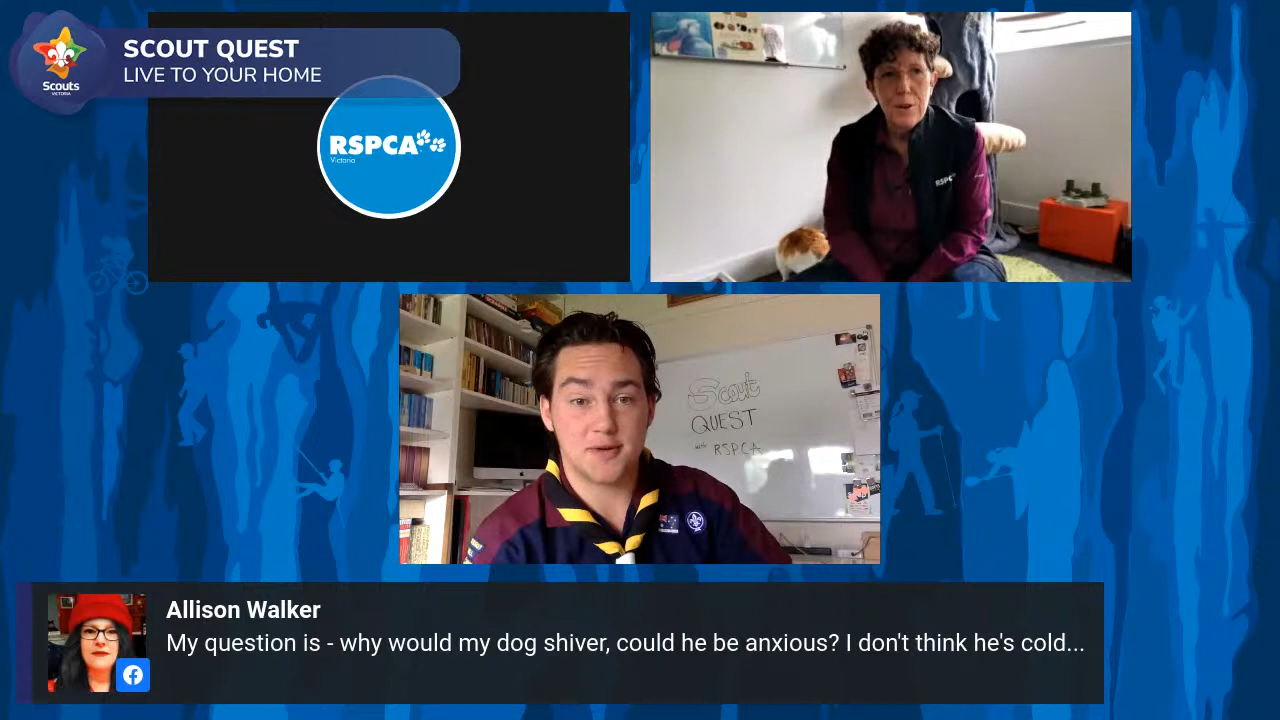 SCOUT QUEST
LIVE TO YOUR HOME
Scouts
VICTORIA
RSPCA
Victoria
RSPC
Scout
QUEST
with RSPCA
Allison Walker
My question is - why would my dog shiver, could he be anxious? I don't think he's cold...